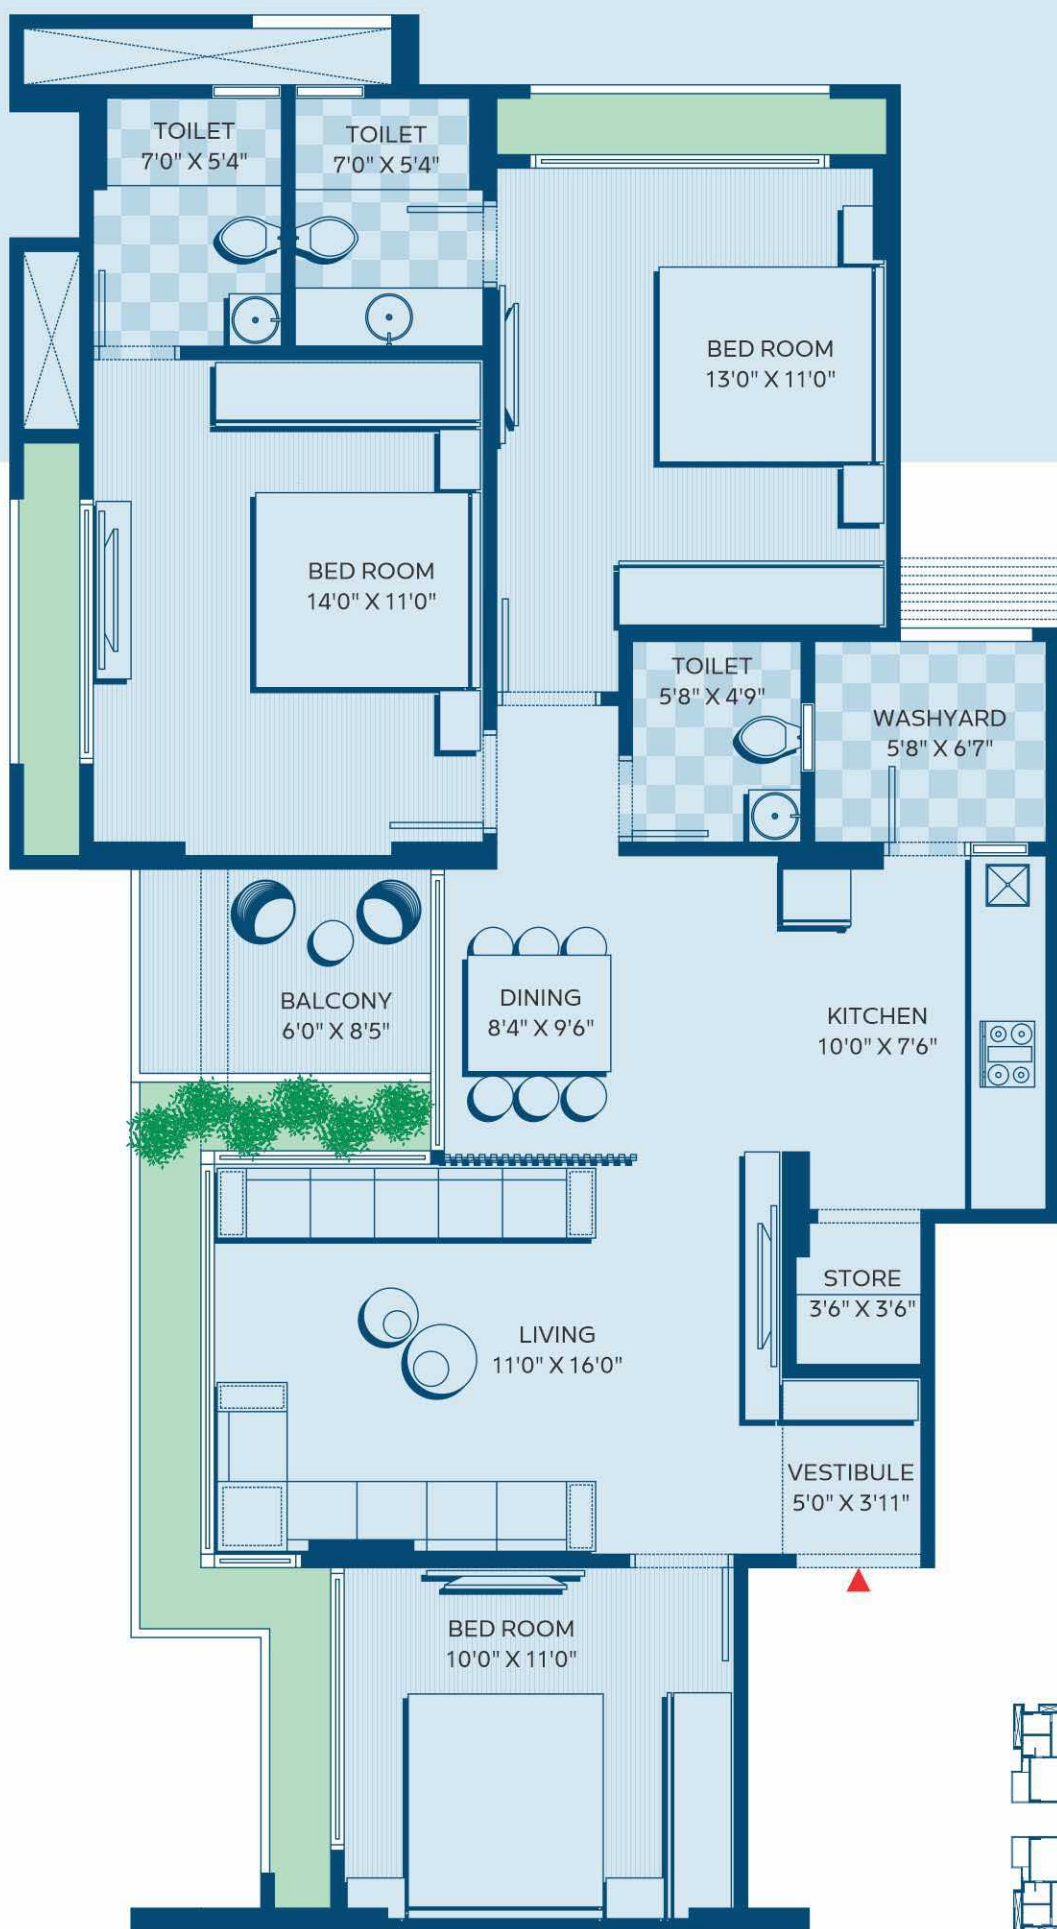 TOILET
7'0" X 5'4"
TOILET
7'0" X 5'4"
BED ROOM
13'0" X 11'0"
BED ROOM
14'0" X 11'0"
TOILET
5'8" X 4'9"
WASHYARD
5'8" X 6'7"
BALCONY
6'0" X 8'5"
DINING
8'4" X 9'6"
KITCHEN
10'0" X 7'6"
STORE
3'6" X 3'6"
LIVING
11'0" X 16'0"
VESTIBULE
5'0" X 3'11"
BED ROOM
10'0" X 11'0"